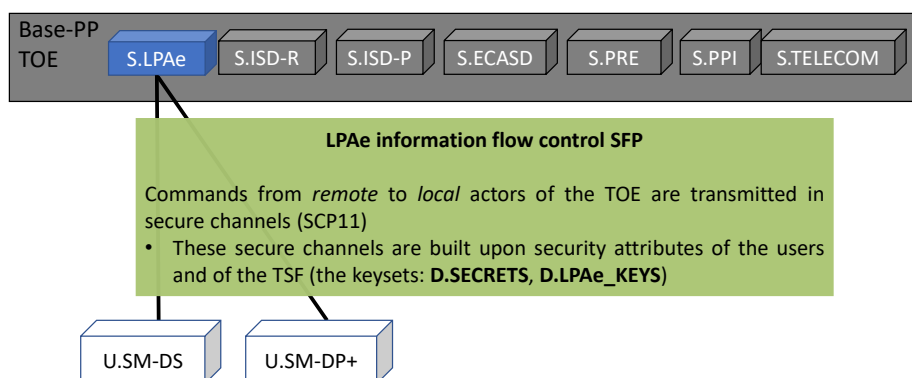 Base-PP
TOE
S.LPAe
S.ISD-R
S.ISD-P
S.ECASD
S.PRE
S.PPI
S.TELECOM
LPAe information flow control SFP
Commands from remote to local actors of the TOE are transmitted in
secure channels (SCP11)
• These secure channels are built upon security attributes of the users
and of the TSF (the keysets: D.SECRETS, D.LPAe_KEYS)
U.SM-DS
U.SM-DP+